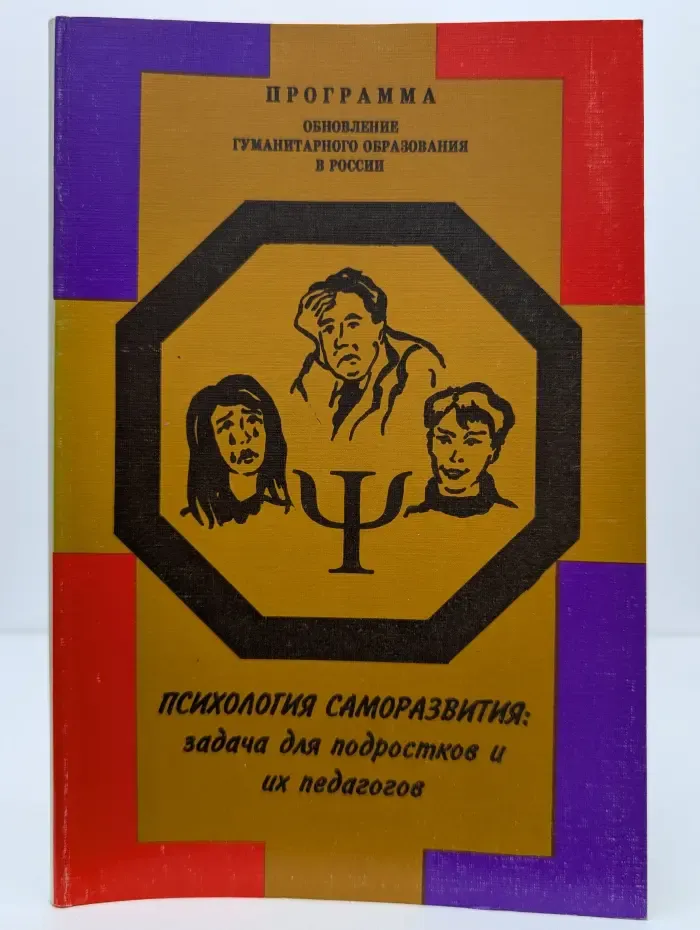 ПРОГРАММА
ОБНОВЛЕНИЕ
ГУМАНИТАРНОГО ОБРАЗОВАНИЯ
В РОССИИ
Ψ
ПСИХОЛОГИЯ САМОРАЗВИТИЯ:
задача для подростков и
их педагогов